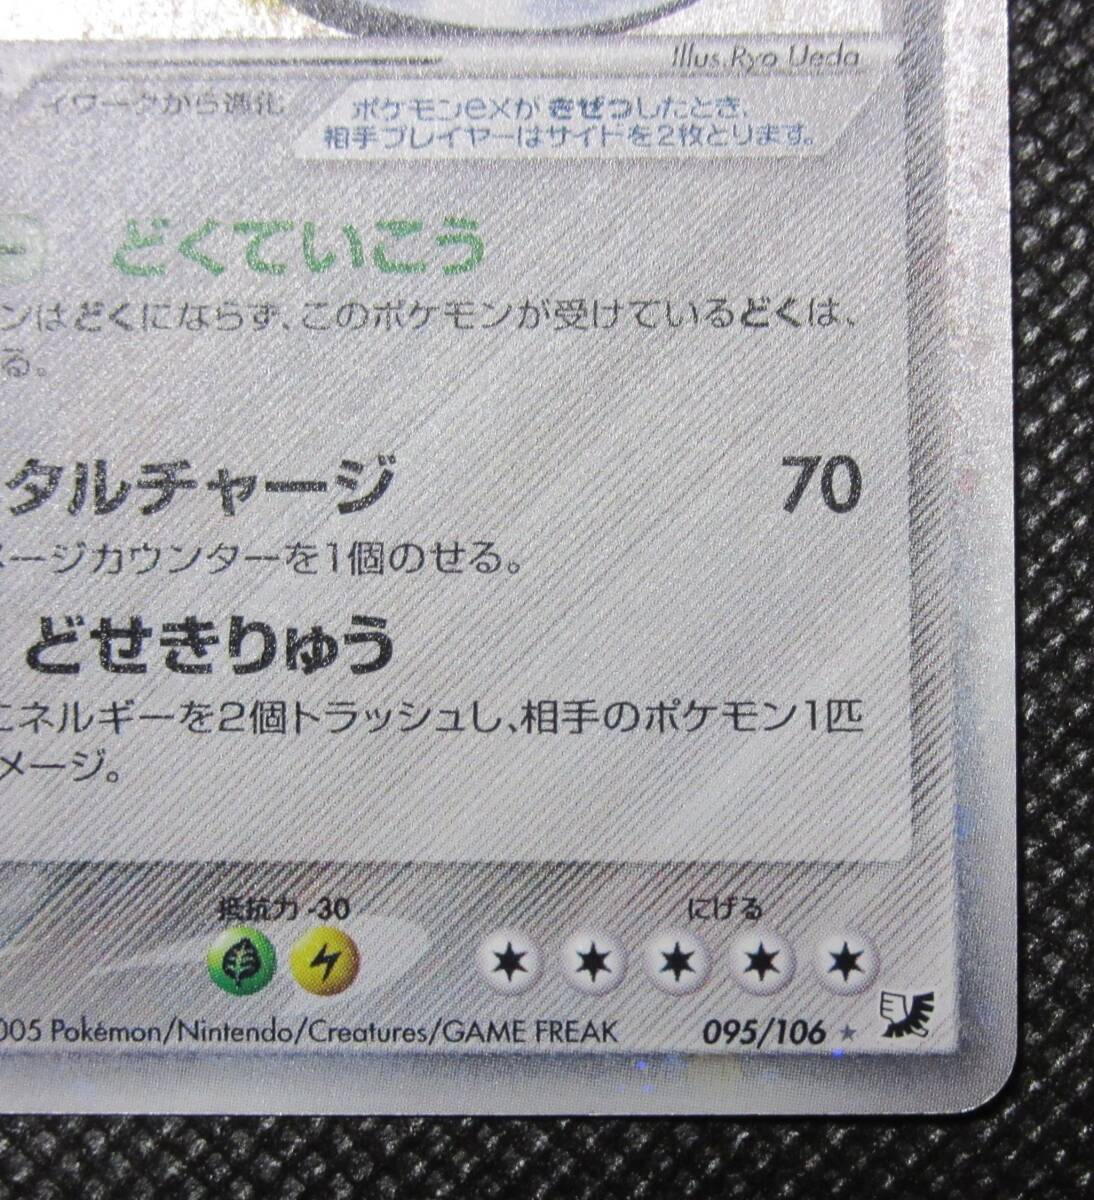 Illus.Ryo Ueda
イワークから進化
ポケモンexが きぜつしたとき、
相手プレイヤーはサイドを2枚とります。
ー どくていこう
ンはどくにならず、このポケモンが受けているどくは、
る。
タルチャージ 70
メージカウンターを1個のせる。
どせきりゅう
エネルギーを2個トラッシュし、相手のポケモン1匹
メージ。
抵抗力 -30 にげる
005 Pokémon/Nintendo/Creatures/GAME FREAK 095/106 ★